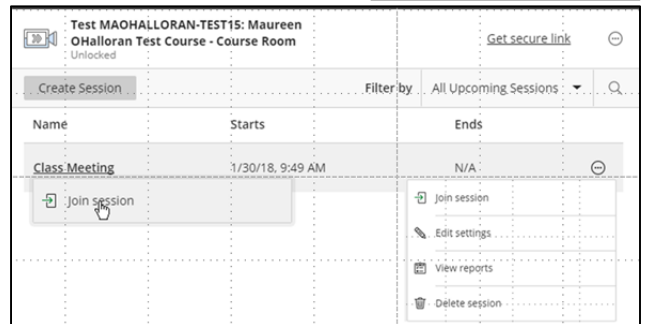 Test MAOHALLORAN-TEST15: Maureen
OHalloran Test Course - Course Room
Unlocked
Get secure link
Create Session
Filter by
All Upcoming Sessions
Name
Starts
Ends
Class Meeting
1/30/18, 9:49 AM
N/A
Join session
Join session
Edit settings
View reports
Delete session